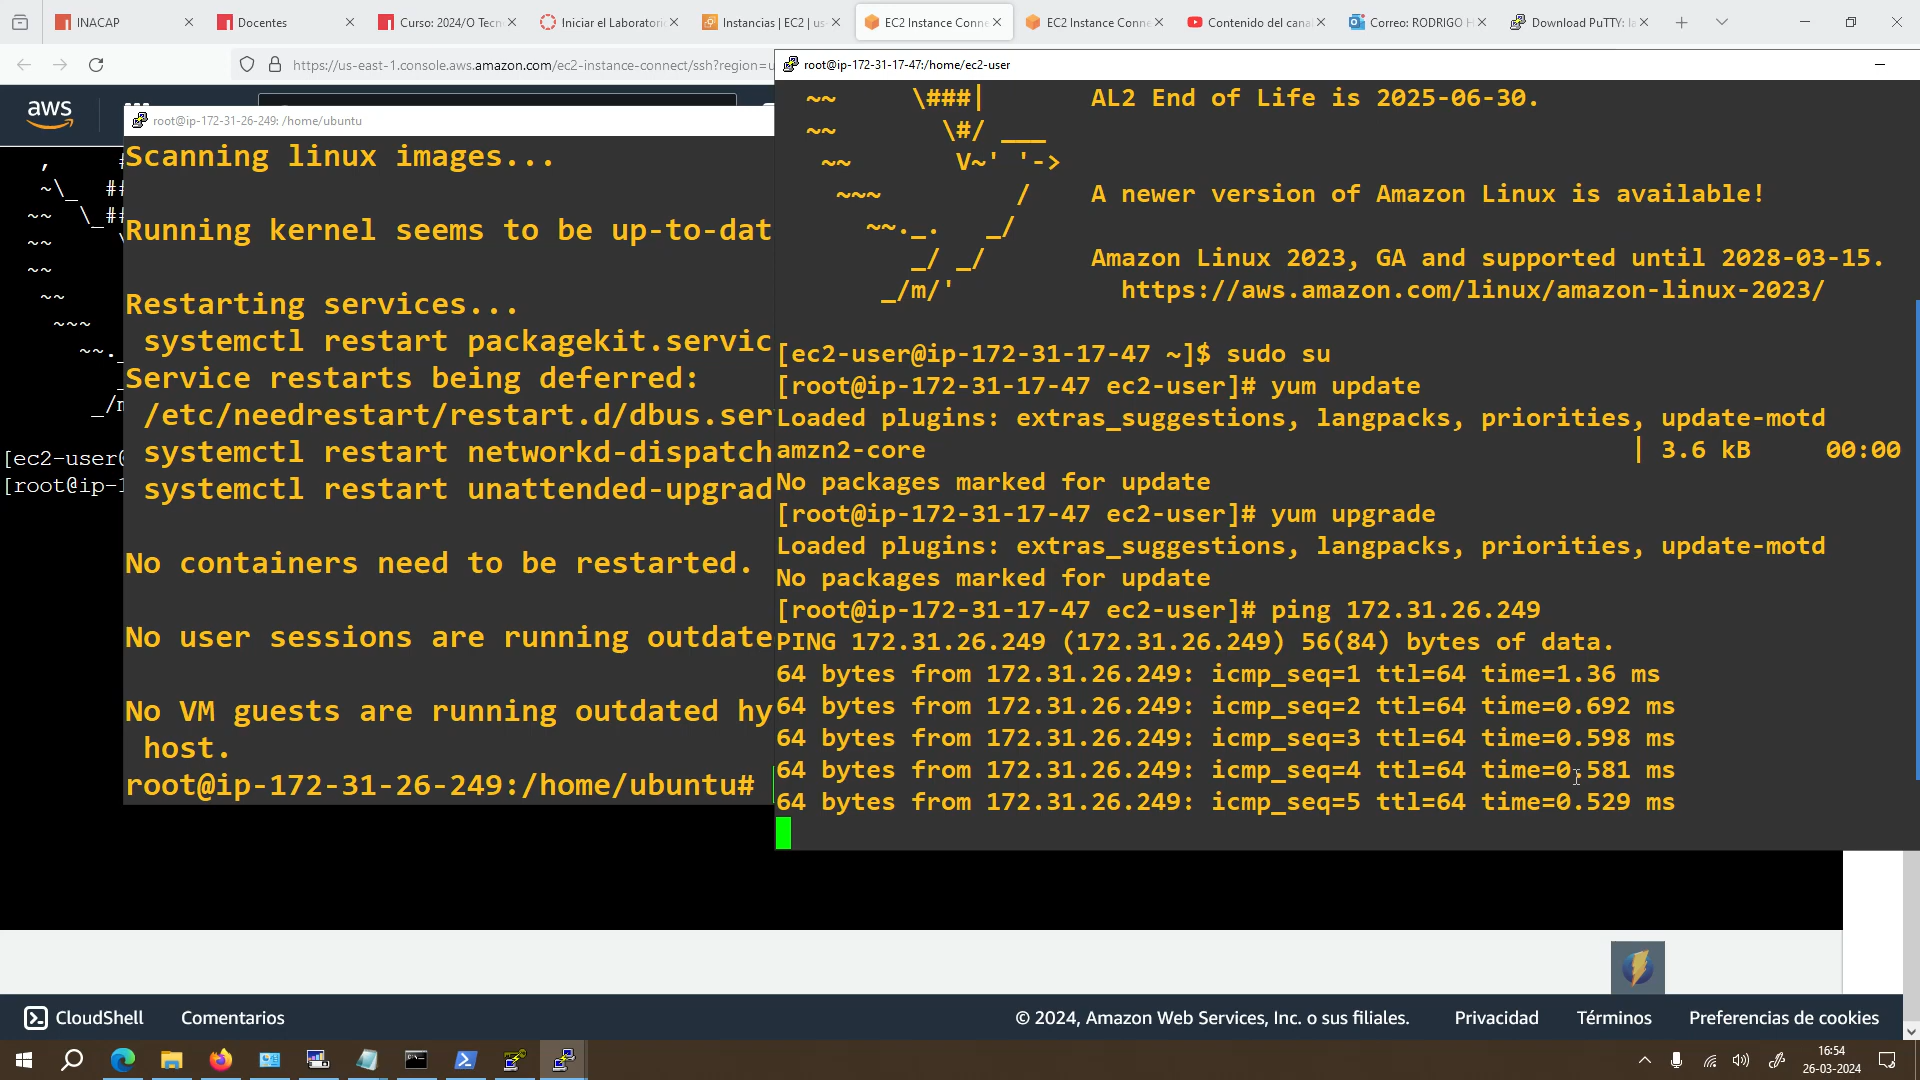 INACAP
Docentes
Curso: 2024/O Tecn
Iniciar el Laboratorio
Instancias | EC2 | us-
EC2 Instance Conne
EC2 Instance Conne
Contenido del cana
Correo: RODRIGO H
Download PuTTY: la
https://us-east-1.console.aws.amazon.com/ec2-instance-connect/ssh?region=u
aws
root@ip-172-31-26-249: /home/ubuntu
Scanning linux images...
Running kernel seems to be up-to-dat
Restarting services...
systemctl restart packagekit.servic
Service restarts being deferred:
/etc/needrestart/restart.d/dbus.ser
systemctl restart networkd-dispatch
systemctl restart unattended-upgrad
No containers need to be restarted.
No user sessions are running outdate
No VM guests are running outdated hy
host.
root@ip-172-31-26-249:/home/ubuntu#
, #
~\_ ##
~~ \_##
~~ \
~~
~~
~~~
~~._
_/m
[ec2-user@
[root@ip-1
root@ip-172-31-17-47:/home/ec2-user
~~ \###| AL2 End of Life is 2025-06-30.
~~ \#/ ___
~~ V~' '->
~~~ / A newer version of Amazon Linux is available!
~~._. _/
_/ _/ Amazon Linux 2023, GA and supported until 2028-03-15.
_/m/' https://aws.amazon.com/linux/amazon-linux-2023/
[ec2-user@ip-172-31-17-47 ~]$ sudo su
[root@ip-172-31-17-47 ec2-user]# yum update
Loaded plugins: extras_suggestions, langpacks, priorities, update-motd
amzn2-core | 3.6 kB 00:00
No packages marked for update
[root@ip-172-31-17-47 ec2-user]# yum upgrade
Loaded plugins: extras_suggestions, langpacks, priorities, update-motd
No packages marked for update
[root@ip-172-31-17-47 ec2-user]# ping 172.31.26.249
PING 172.31.26.249 (172.31.26.249) 56(84) bytes of data.
64 bytes from 172.31.26.249: icmp_seq=1 ttl=64 time=1.36 ms
64 bytes from 172.31.26.249: icmp_seq=2 ttl=64 time=0.692 ms
64 bytes from 172.31.26.249: icmp_seq=3 ttl=64 time=0.598 ms
64 bytes from 172.31.26.249: icmp_seq=4 ttl=64 time=0.581 ms
64 bytes from 172.31.26.249: icmp_seq=5 ttl=64 time=0.529 ms
CloudShell
Comentarios
© 2024, Amazon Web Services, Inc. o sus filiales.
Privacidad
Términos
Preferencias de cookies
16:54
26-03-2024